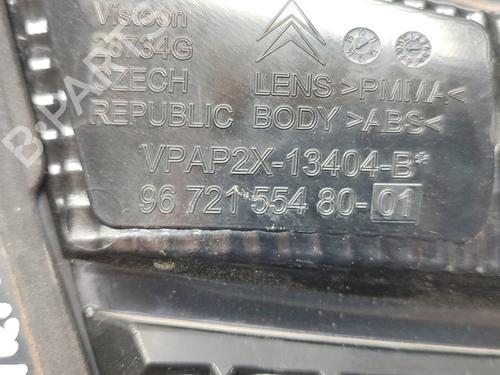 Visteon
CZECH LENS >PMMA<
REPUBLIC BODY >ABS<
VPAP2X-13404-B*
96 721 554 80-01